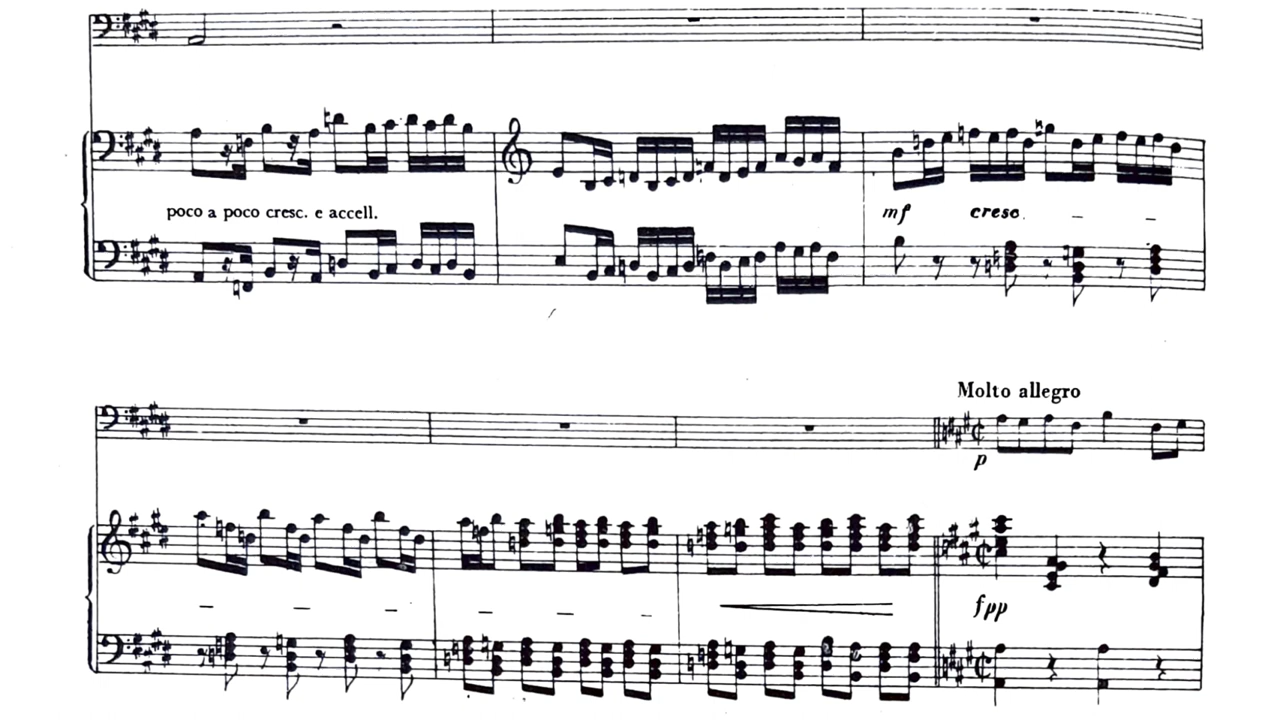 poco a poco cresc. e accell.
mf cresc.
Molto allegro
p
fpp